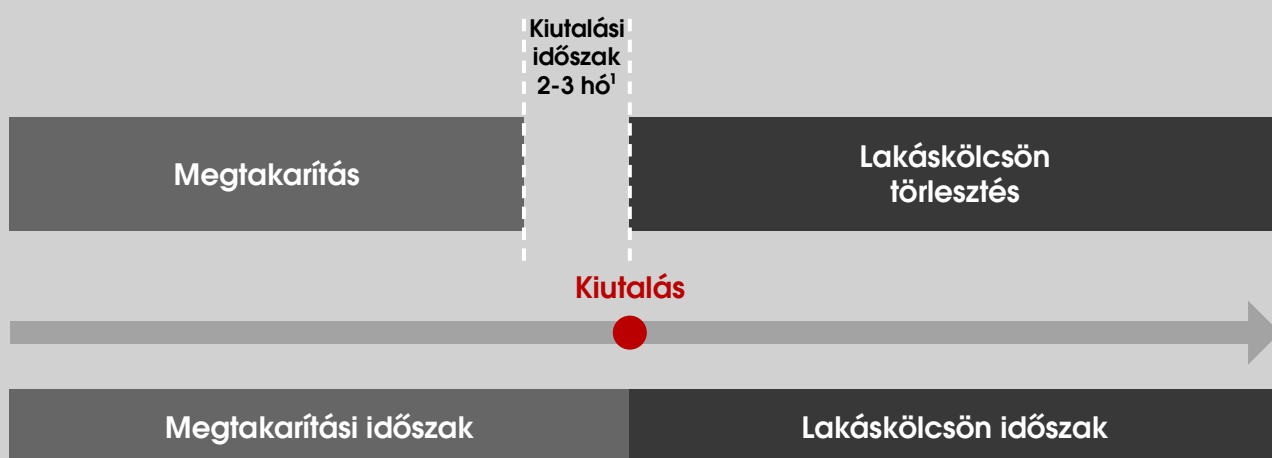 Kiutalási
időszak
2-3 hó¹
Megtakarítás
Lakáskölcsön
törlesztés
Kiutalás
Megtakarítási időszak
Lakáskölcsön időszak